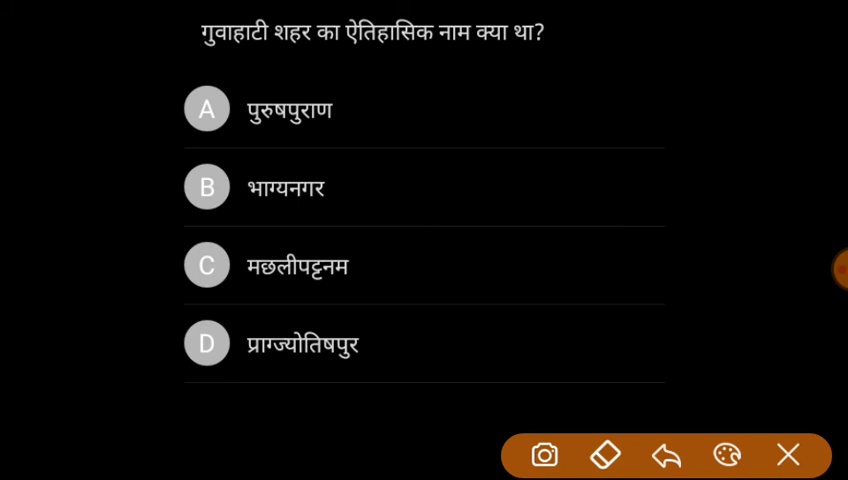 गुवाहाटी शहर का ऐतिहासिक नाम क्या था?
A पुरुषपुराण
B भाग्यनगर
C मछलीपट्टनम
D प्राग्ज्योतिषपुर